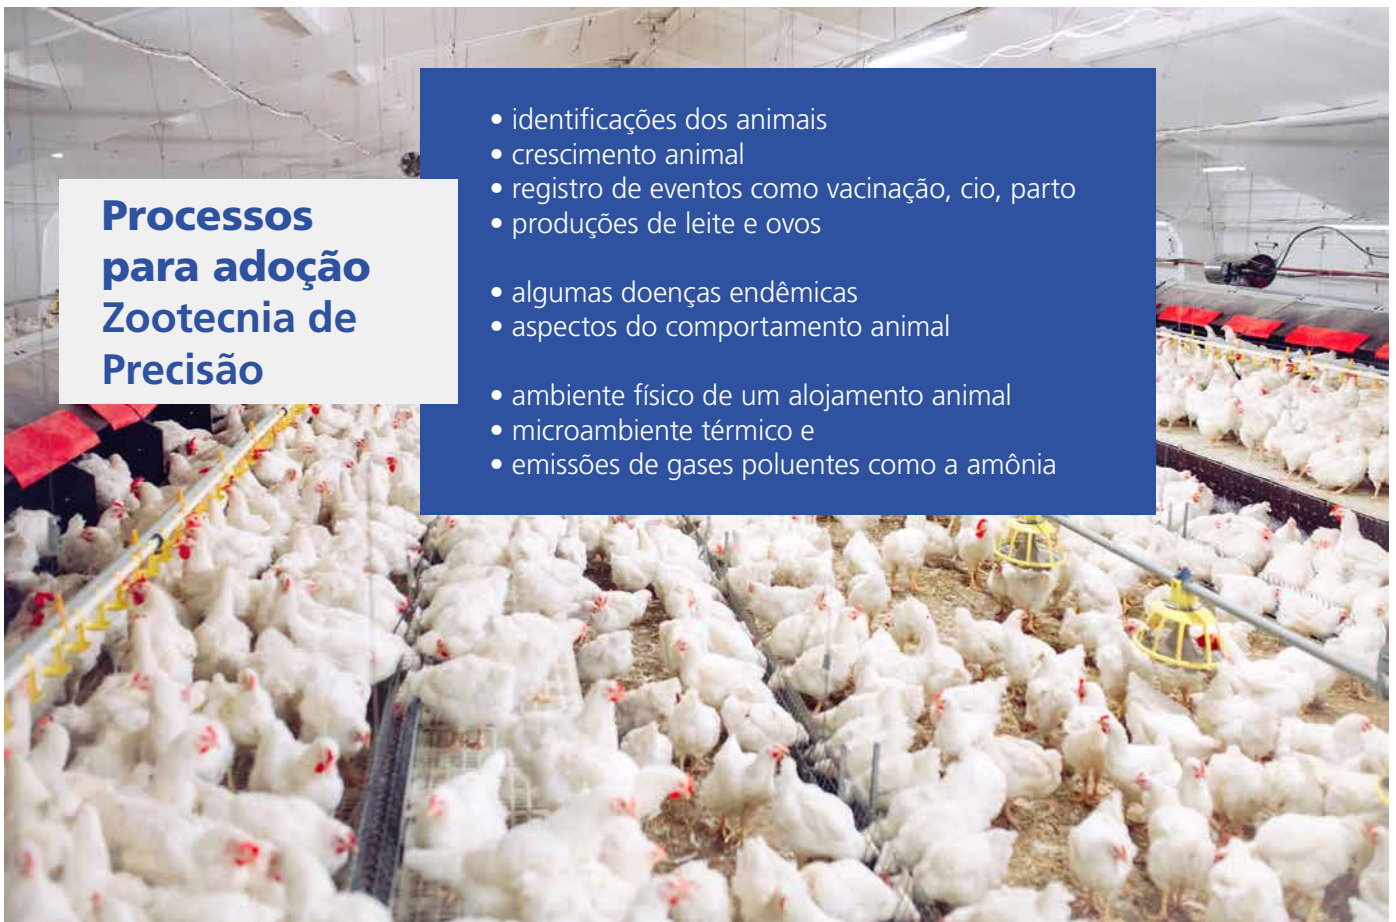 Processos
para adoção
Zootecnia de
Precisão
• identificações dos animais
• crescimento animal
• registro de eventos como vacinação, cio, parto
• produções de leite e ovos
• algumas doenças endêmicas
• aspectos do comportamento animal
• ambiente físico de um alojamento animal
• microambiente térmico e
• emissões de gases poluentes como a amônia